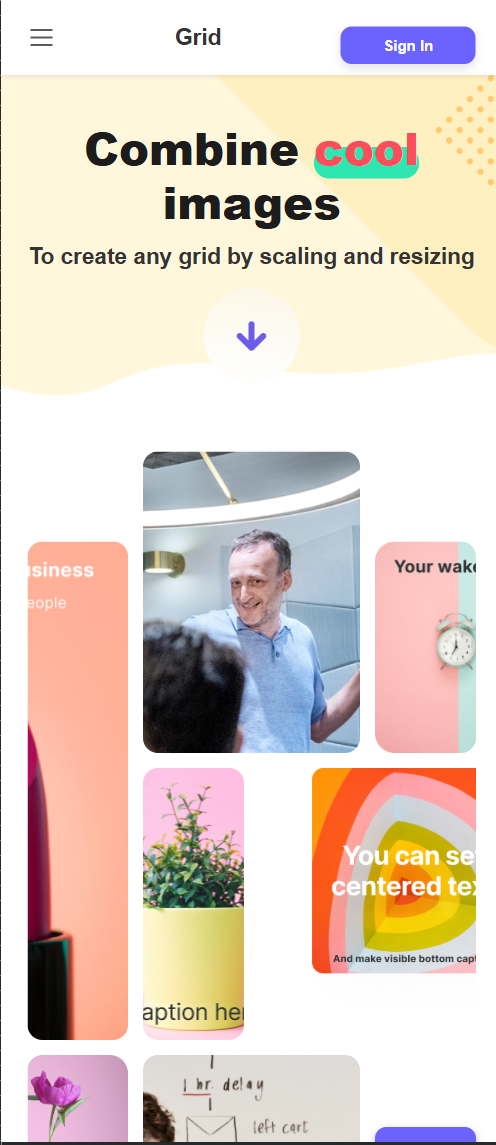 Grid
Sign In
Combine cool
images
To create any grid by scaling and resizing
usiness
eople
Your wake
You can se
centered tex
And make visible bottom capt
aption her
1 hr. delay
left cart